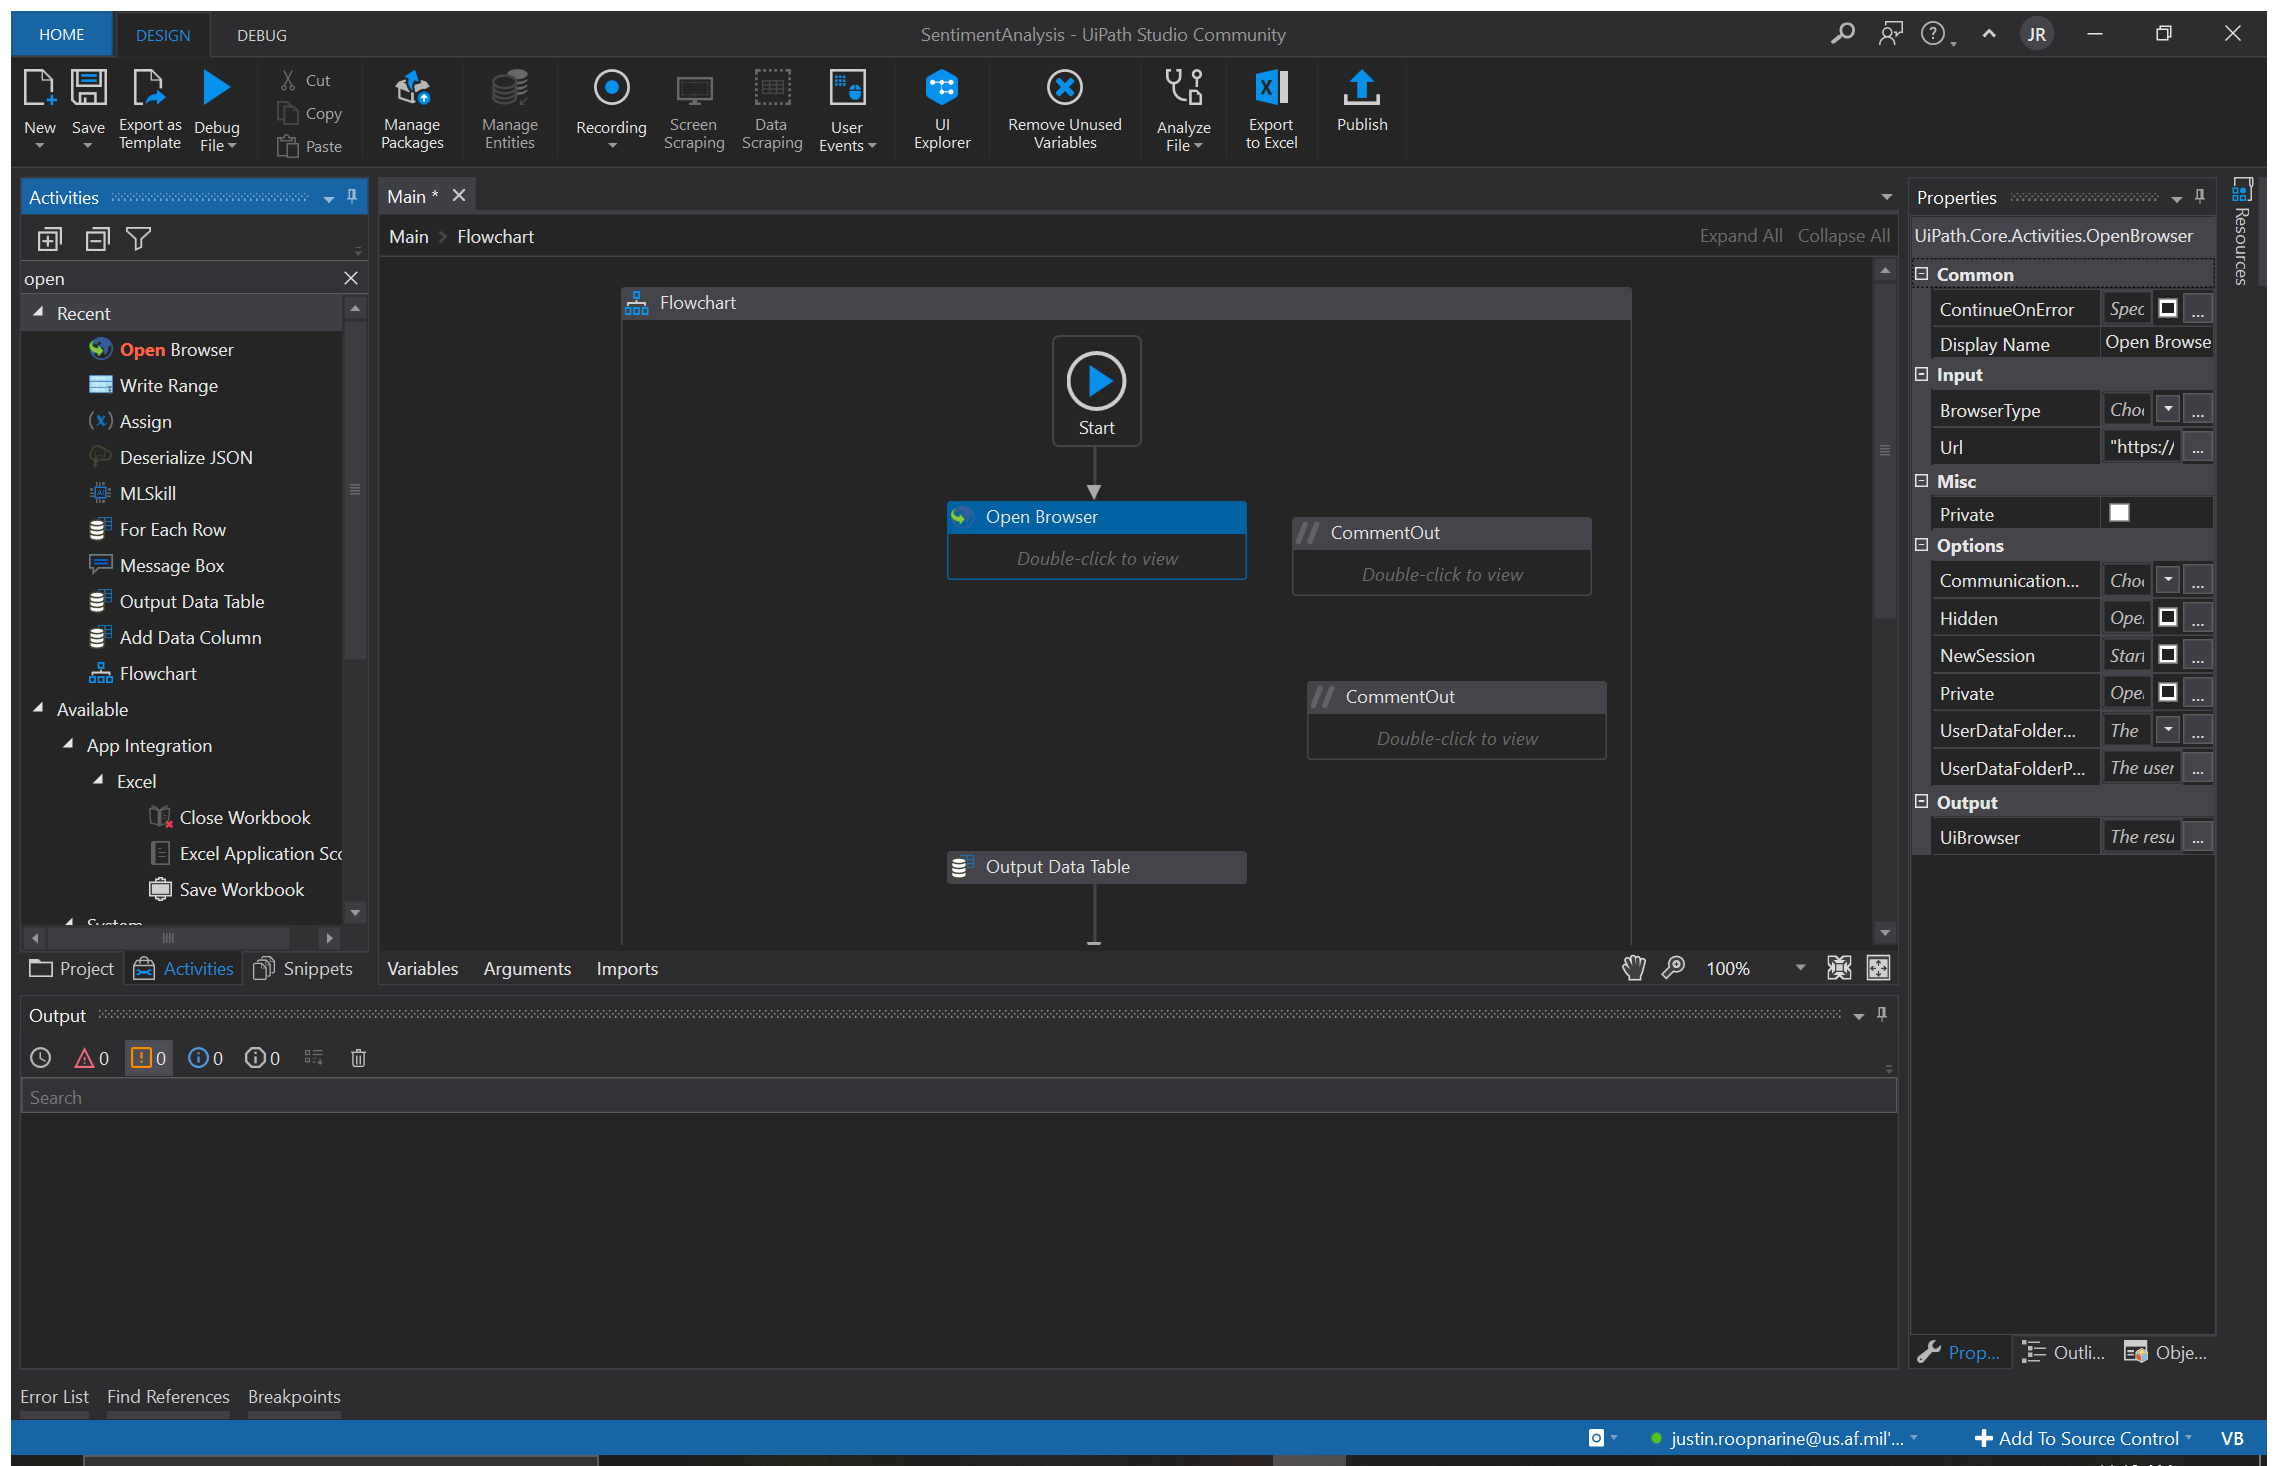 HOME DESIGN DEBUG SentimentAnalysis - UiPath Studio Community JR
New Save Export as Template Debug File Cut Copy Paste Manage Packages Manage Entities Recording Screen Scraping Data Scraping User Events UI Explorer Remove Unused Variables Analyze File Export to Excel Publish
Activities
open
Recent
Open Browser
Write Range
Assign
Deserialize JSON
MLSkill
For Each Row
Message Box
Output Data Table
Add Data Column
Flowchart
Available
App Integration
Excel
Close Workbook
Excel Application Sco
Save Workbook
System
Project Activities Snippets
Main *
Main > Flowchart Expand All Collapse All
Flowchart
Start
Open Browser
Double-click to view
CommentOut
Double-click to view
CommentOut
Double-click to view
Output Data Table
Variables Arguments Imports 100%
Properties
UiPath.Core.Activities.OpenBrowser
Common
ContinueOnError Spec ...
Display Name Open Browse
Input
BrowserType Choo ...
Url "https:// ...
Misc
Private
Options
Communication... Choo ...
Hidden Ope ...
NewSession Start ...
Private Ope ...
UserDataFolder... The ...
UserDataFolderP... The user ...
Output
UiBrowser The resu ...
Prop... Outli... Obje...
Resources
Output
0 0 0 0
Search
Error List Find References Breakpoints
justin.roopnarine@us.af.mil'... Add To Source Control VB